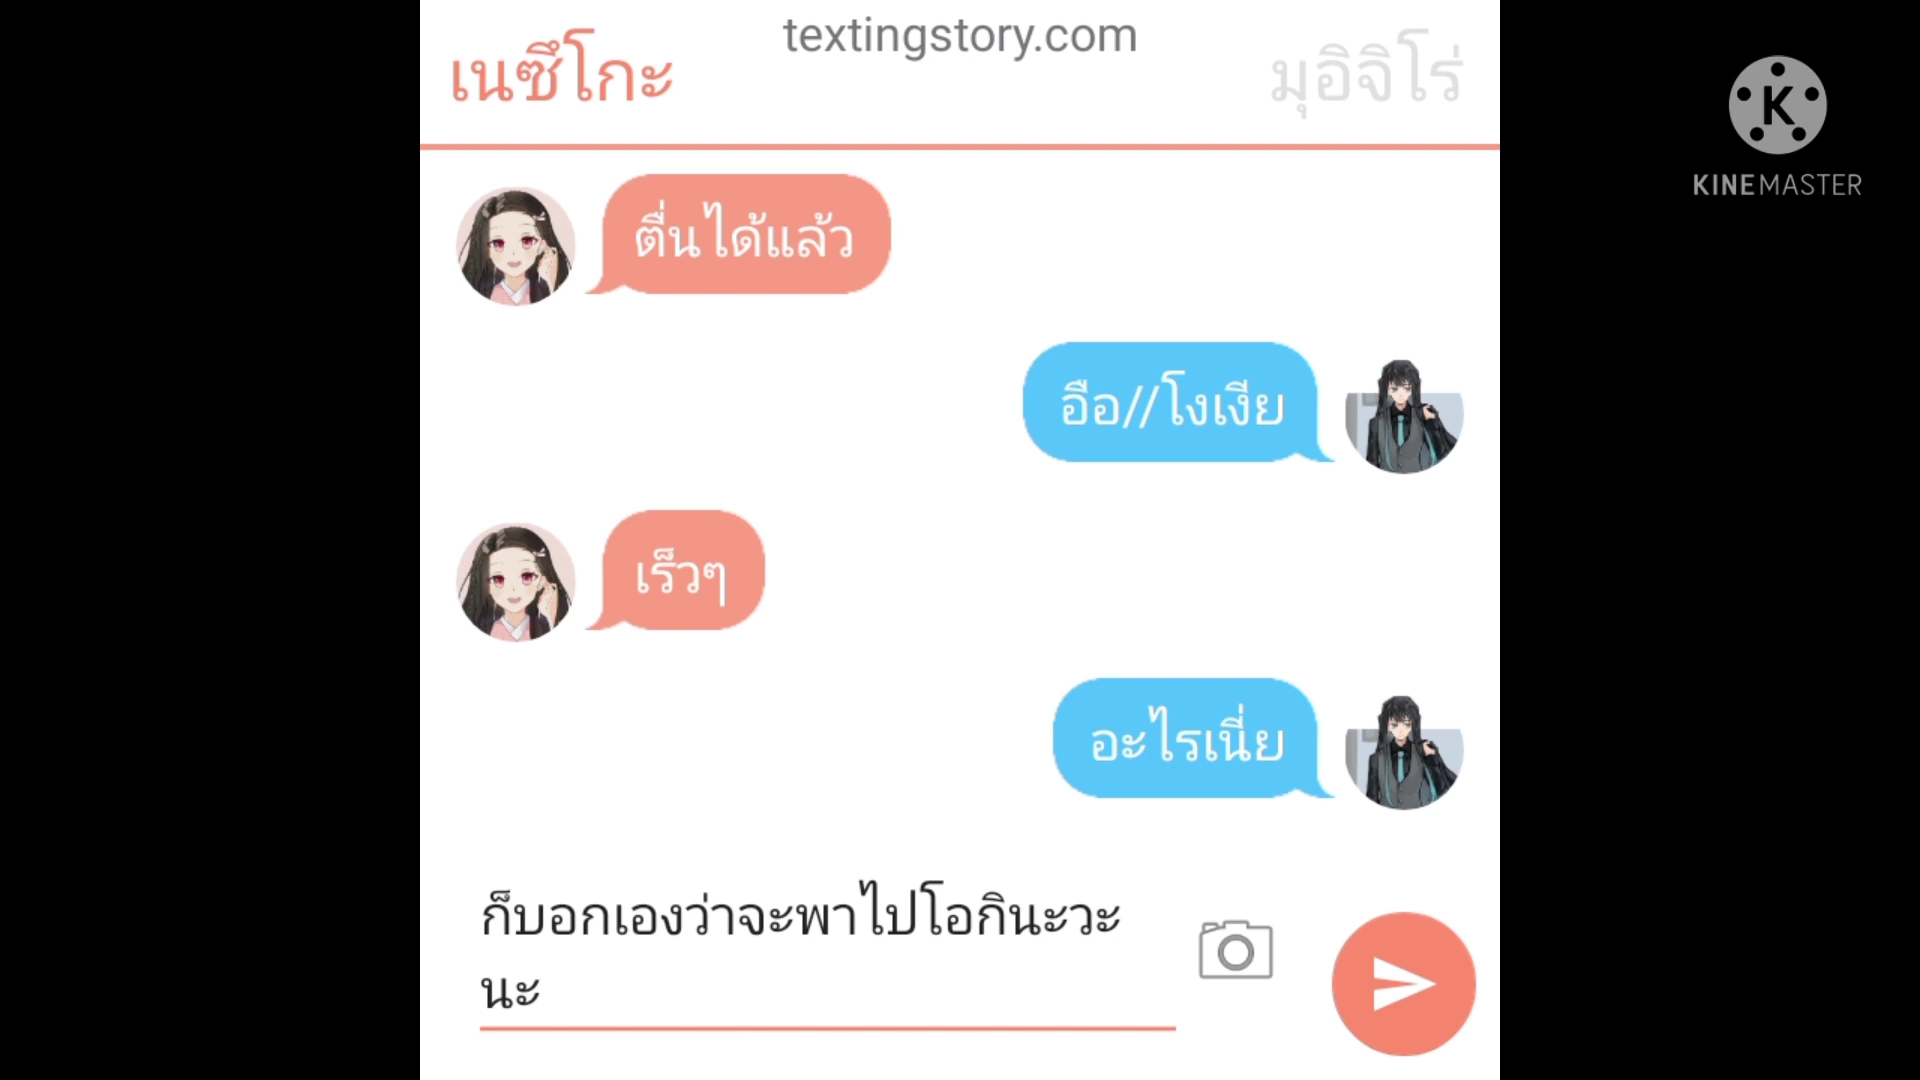 textingstory.com
เนซึโกะ
มุอิจิโร่
ตื่นได้แล้ว
อือ//โงเงีย
เร็วๆ
อะไรเนี่ย
ก็บอกเองว่าจะพาไปโอกินะวะ
นะ
K
KINEMASTER